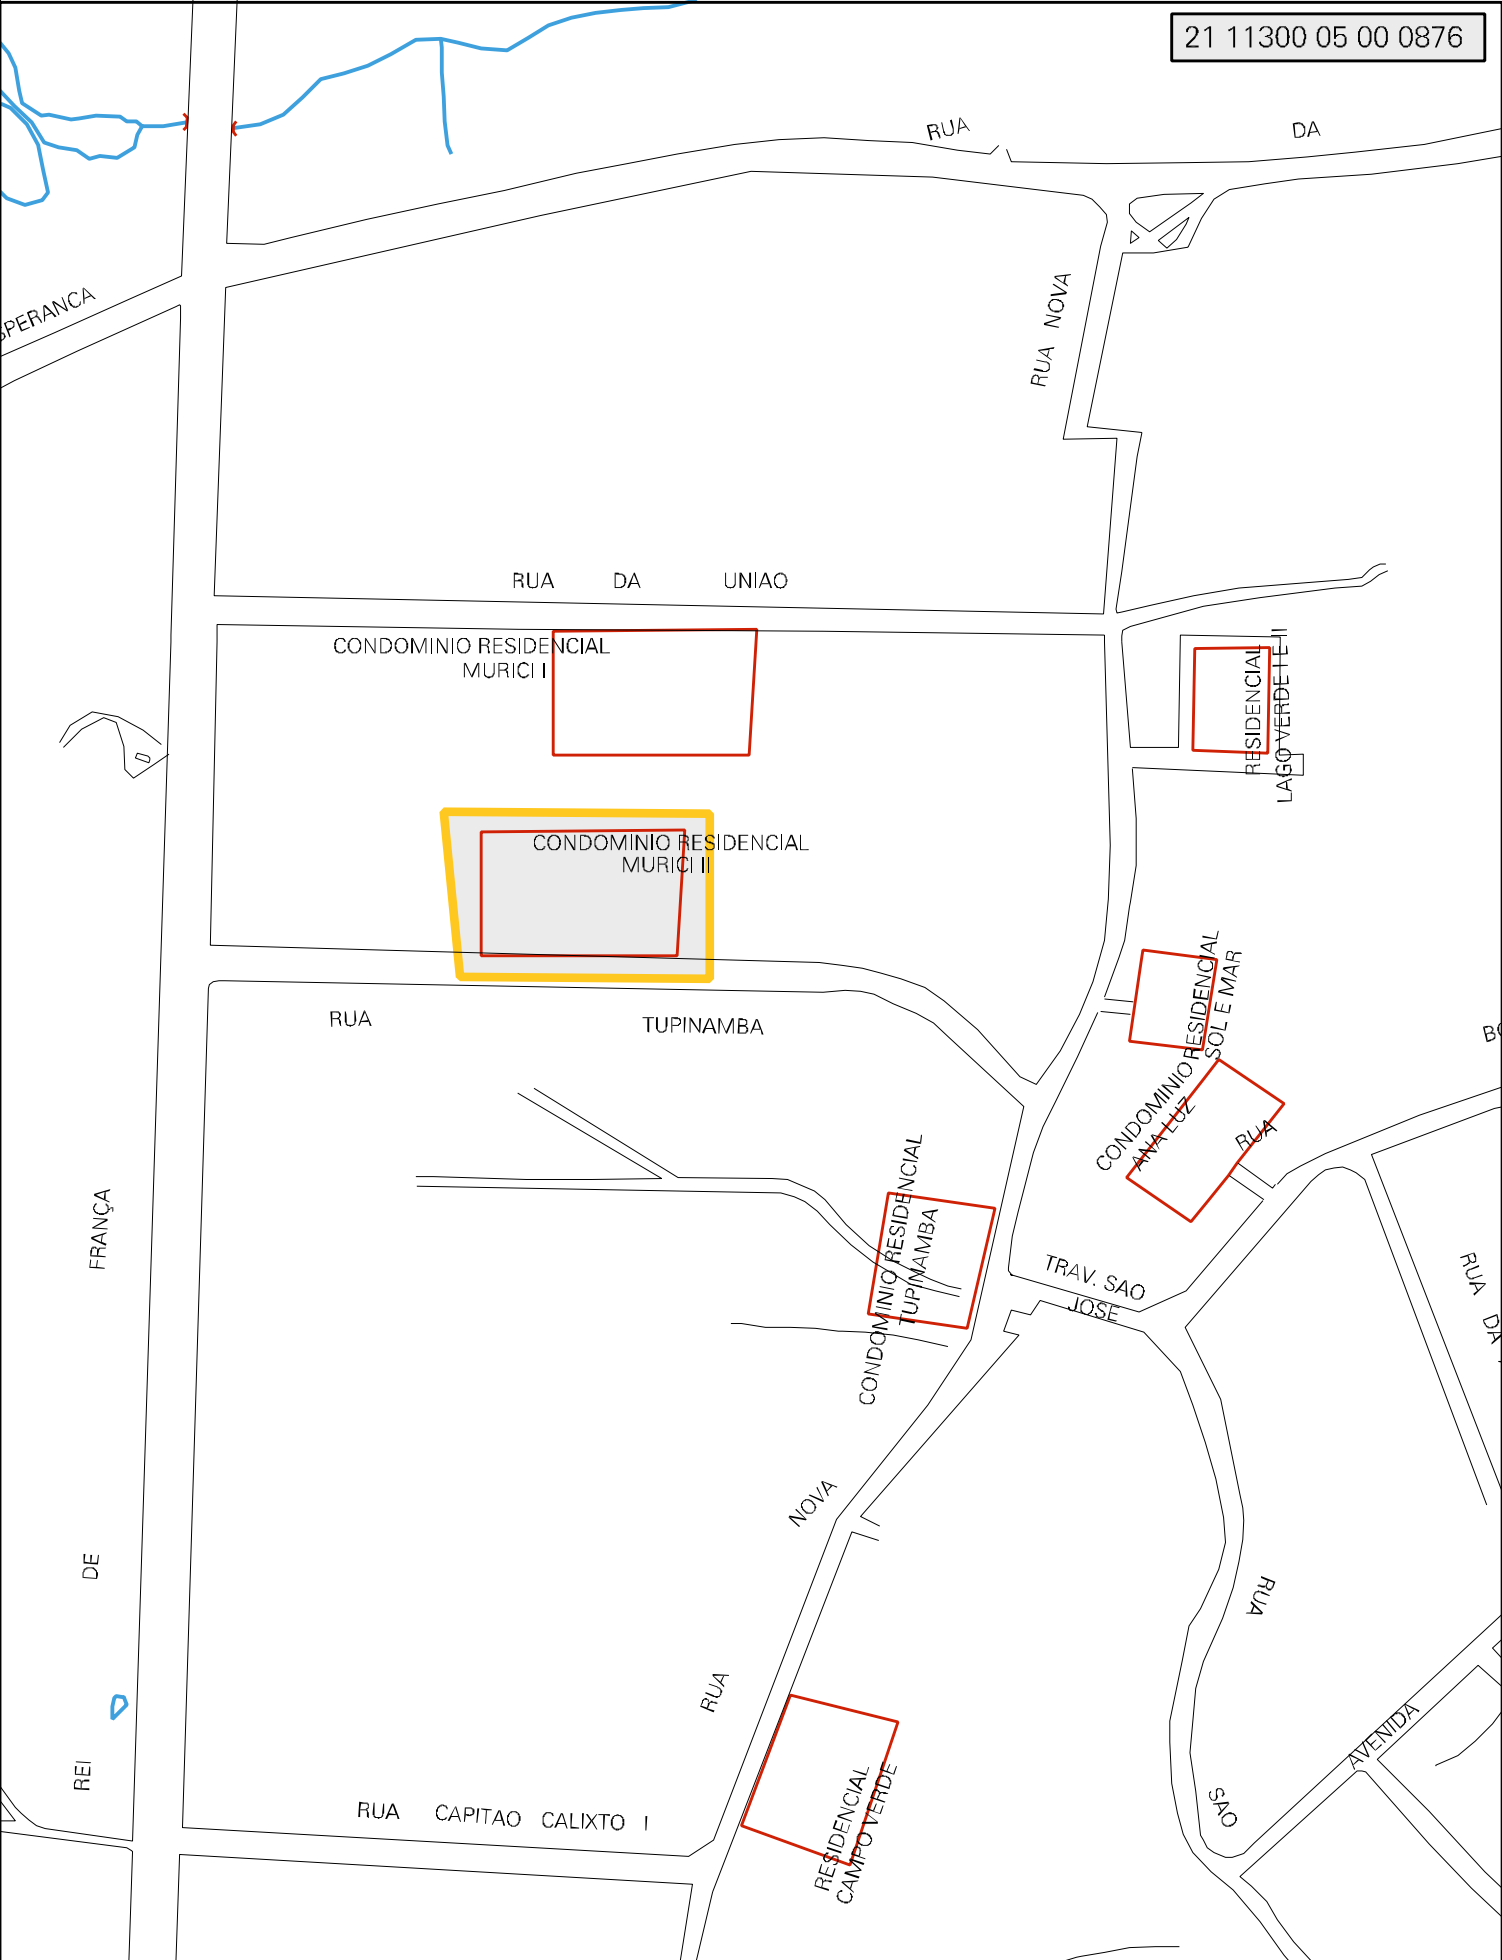 21 11300 05 00 0876
RUA DA
SPERANCA
RUA NOVA
RUA DA UNIAO
CONDOMINIO RESIDENCIAL
MURICI I
RESIDENCIAL
LAGO VERDE I E II
CONDOMINIO RESIDENCIAL
MURICI II
CONDOMINIO RESIDENCIAL
SOL E MAR
RUA TUPINAMBA
CONDOMINIO RESIDENCIAL
ANA LUZ
RUA
CONDOMINIO RESIDENCIAL
TUPINAMBA
TRAV. SAO
JOSE
RUA DA
REI DE FRANÇA
RUA NOVA
RUA SAO
AVENIDA
RESIDENCIAL
CAMPO VERDE
RUA CAPITAO CALIXTO I